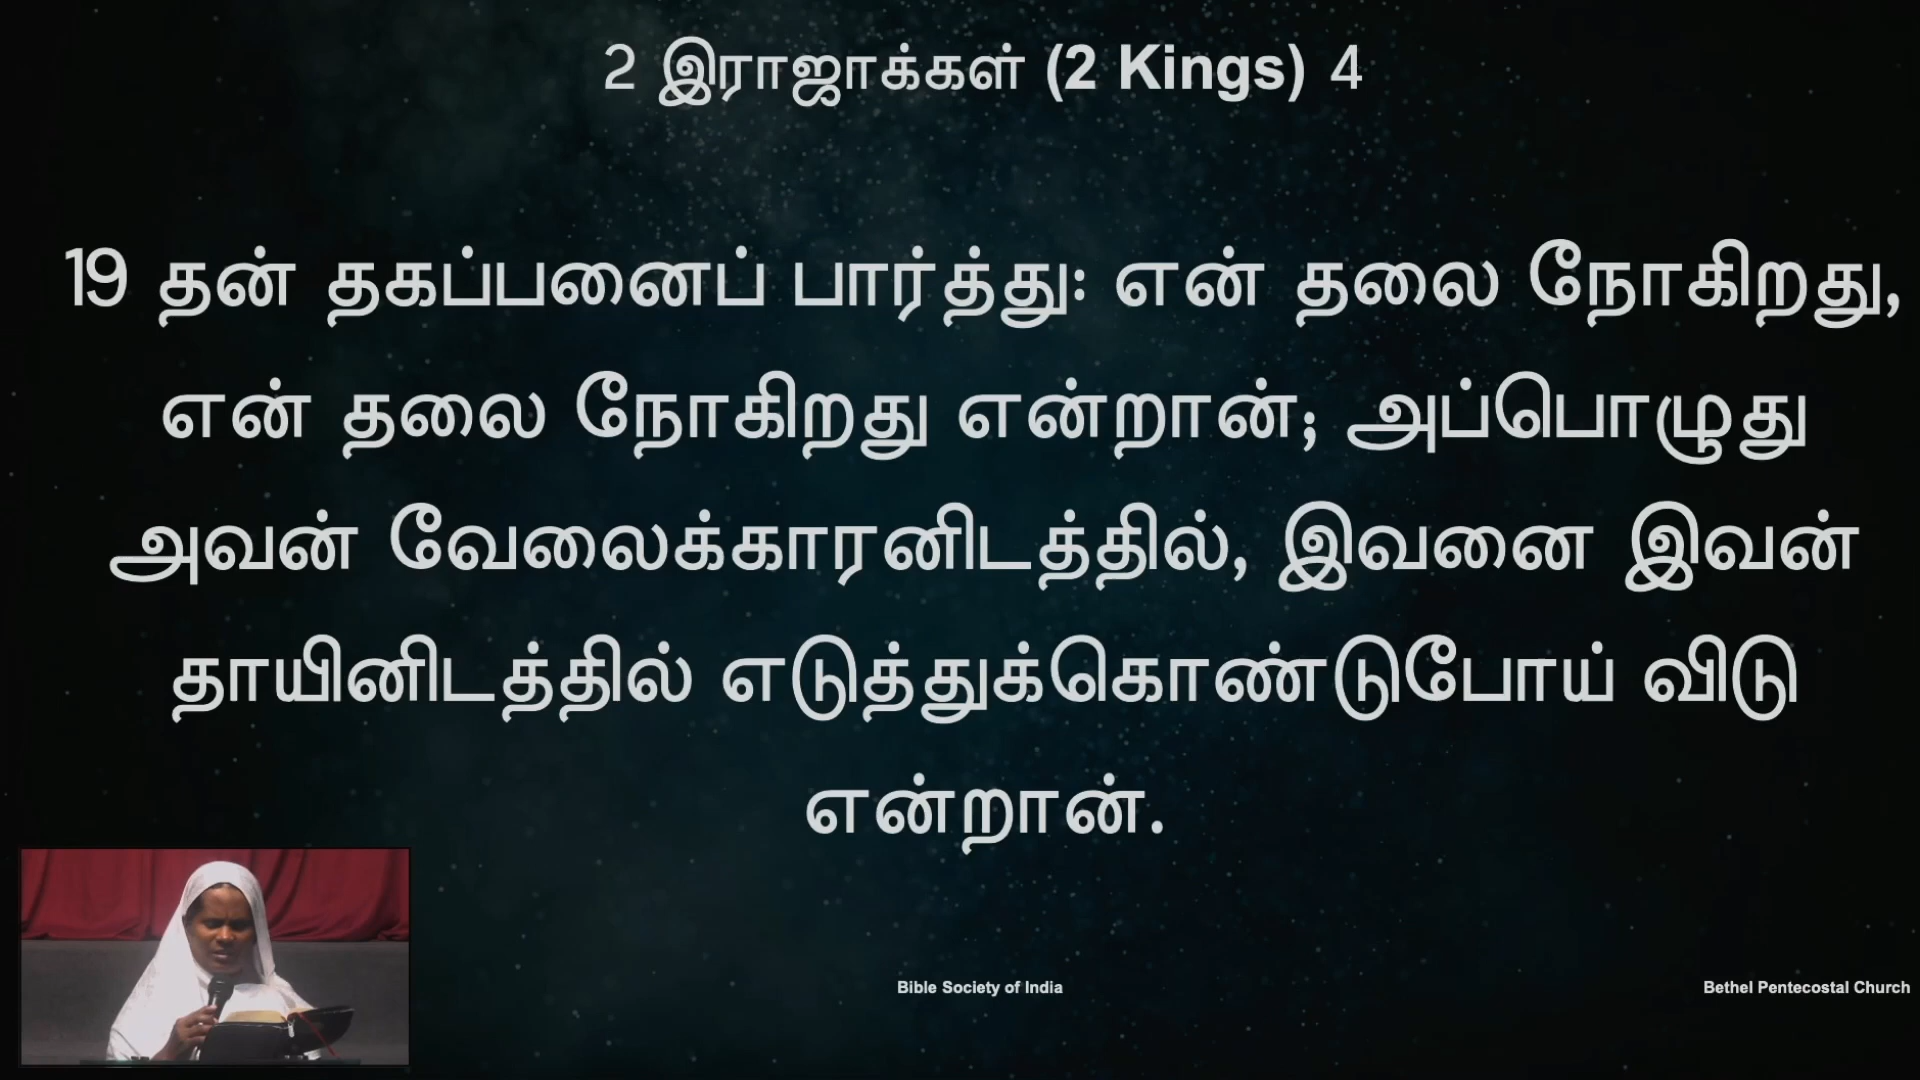 2 இராஜாக்கள் (2 Kings) 4
19 தன் தகப்பனைப் பார்த்து: என் தலை நோகிறது,
என் தலை நோகிறது என்றான்; அப்பொழுது
அவன் வேலைக்காரனிடத்தில், இவனை இவன்
தாயினிடத்தில் எடுத்துக்கொண்டுபோய் விடு
என்றான்.
Bible Society of India
Bethel Pentecostal Church